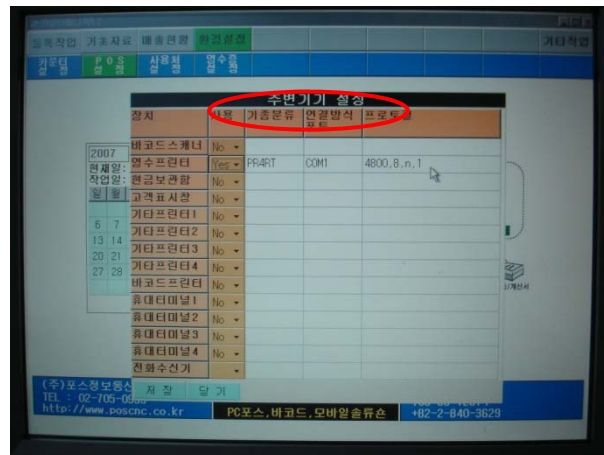 등록작업 기초자료 매출현황 환경설정 기타작업
카운터 설정 POS 설정 사용처 설정 영수증 설정
주변기기 설정
장치 사용 기종분류 연결방식 포트 프로토콜
바코드스캐너 No
영수프린터 Yes PR4RT COM1 4800,8,n,1
현금보관함 No
고객표시창 No
기타프린터1 No
기타프린터2 No
기타프린터3 No
기타프린터4 No
바코드프린터 No
휴대터미널1 No
휴대터미널2 No
휴대터미널3 No
휴대터미널4 No
전화수신기
저장 닫기
2007
현재일:
작업일:
일 월
6 7
13 14
20 21
27 28
(주)포스정보통신
TEL : 02-705-09
http://www.poscnc.co.kr
PC포스,바코드,모바일솔루션
+82-2-840-3629